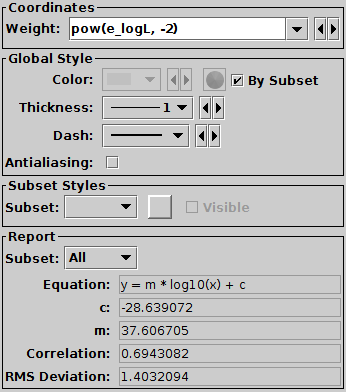 Coordinates
Weight: pow(e_logL, -2)
Global Style
Color: By Subset
Thickness: 1
Dash:
Antialiasing:
Subset Styles
Subset: Visible
Report
Subset: All
Equation: y = m * log10(x) + c
c: -28.639072
m: 37.606705
Correlation: 0.6943082
RMS Deviation: 1.4032094